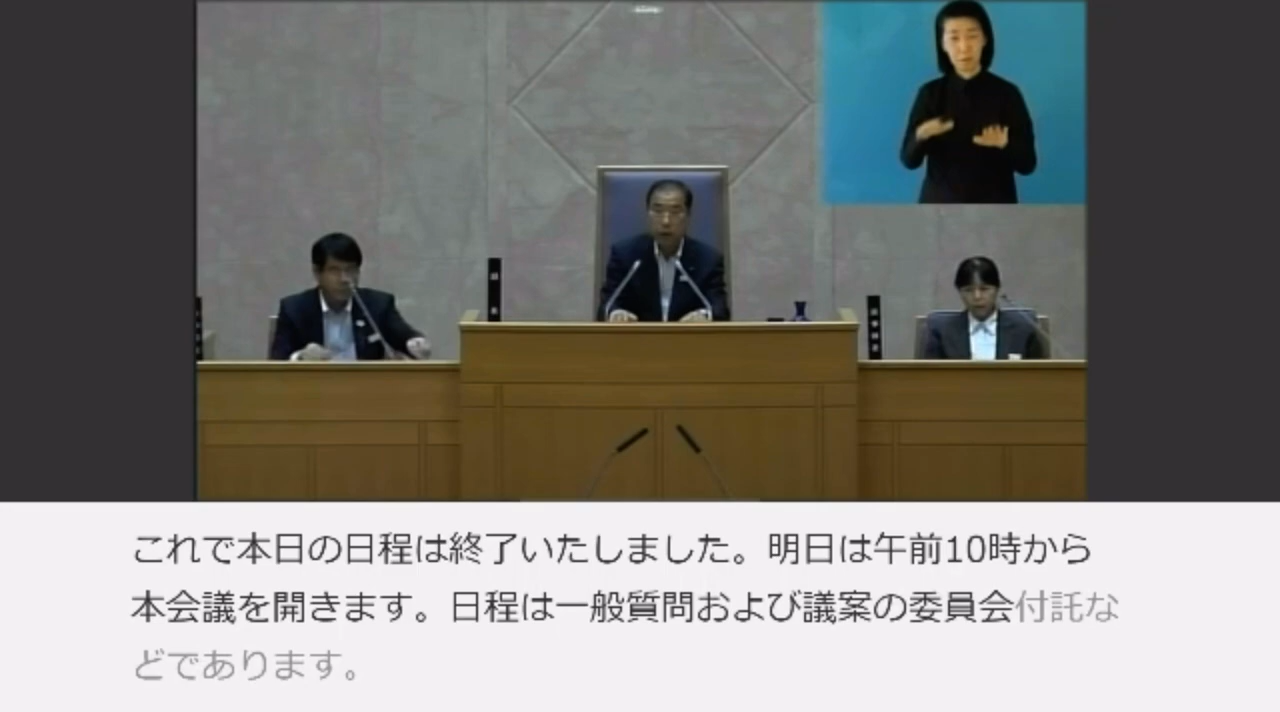 これで本日の日程は終了いたしました。明日は午前10時から
本会議を開きます。日程は一般質問および議案の委員会付託な
どであります。